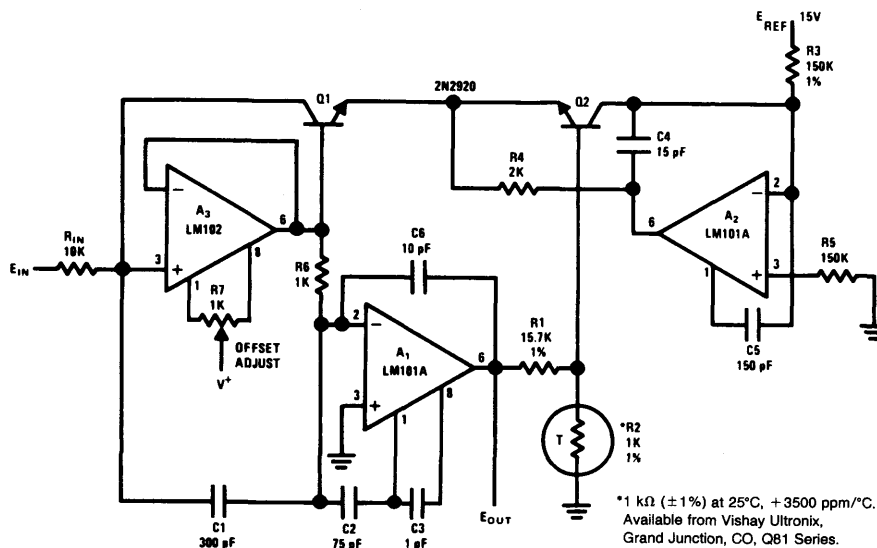 E REF 15V
R3
150K
1%
2N2920
Q1
Q2
C4
15 pF
R4
2K
−
A3
LM102
6
3
+
1
8
RIN
10K
EIN
R7
1K
OFFSET
ADJUST
V+
R6
1K
C6
10 pF
2
−
A1
LM101A
6
3
+
1
8
R1
15.7K
1%
−
2
A2
LM101A
6
+
3
1
R5
150K
C5
150 pF
T
*R2
1K
1%
C1
300 pF
C2
75 pF
C3
1 pF
EOUT
*1 kΩ (±1%) at 25°C, +3500 ppm/°C.
Available from Vishay Ultronix,
Grand Junction, CO, Q81 Series.